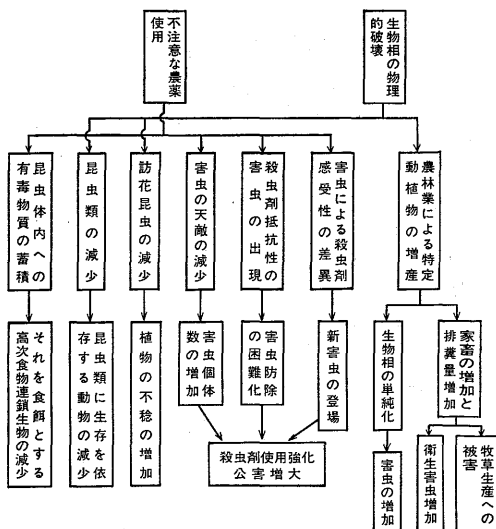 不注意な農薬
使用
生物相の物理
的破壊
昆虫体内への
有毒物質の蓄積
昆虫類の減少
訪花昆虫の減少
害虫の天敵の減少
殺虫剤抵抗性の
害虫の出現
害虫による殺虫剤
感受性の差異
農林業による特定
動植物の増産
それを食餌とする
高次食物連鎖生物の減少
昆虫類に生存を依
存する動物の減少
植物の不稔の増加
害虫個体
数の増加
害虫防除
の困難化
新害虫の登場
生物相の単純化
家畜の増加と
排糞量増加
殺虫剤使用強化
公害増大
害虫の増加
衛生害虫増加
牧草生産への
被害